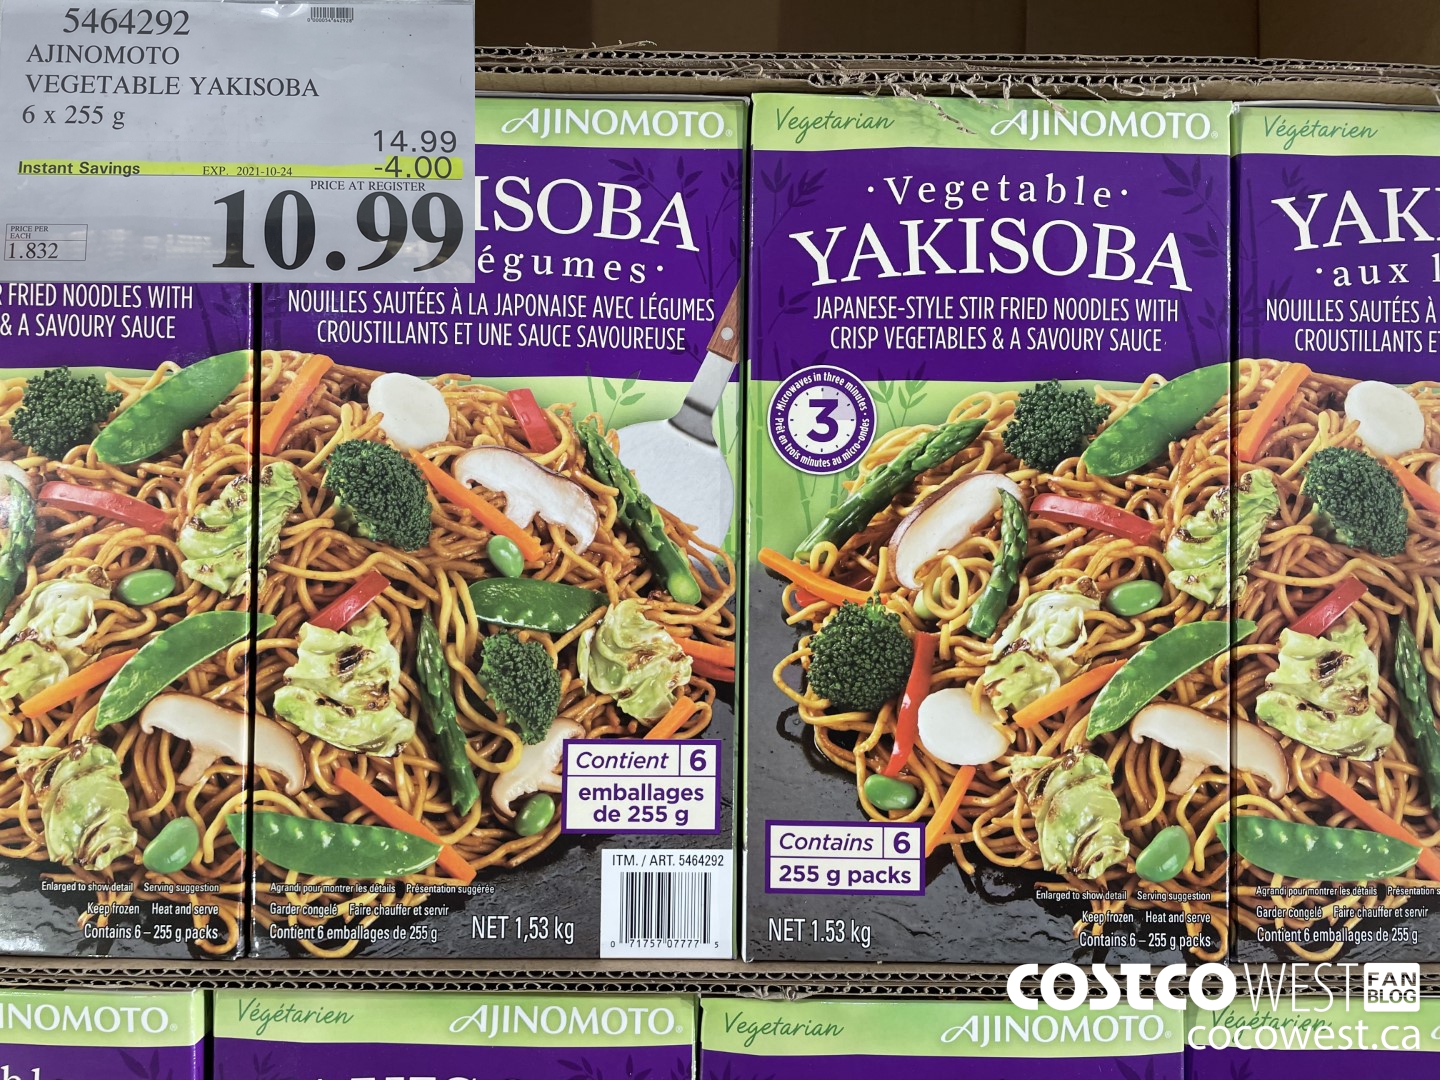 5464292
AJINOMOTO
VEGETABLE YAKISOBA
6 x 255 g
14.99
Instant Savings EXP. 2021-10-24 -4.00
PRICE AT REGISTER
10.99
PRICE PER
EACH
1.832
R FRIED NOODLES WITH
& A SAVOURY SAUCE
Enlarged to show detail Serving suggestion
Keep frozen Heat and serve
Contains 6 – 255 g packs
AJINOMOTO®
ISOBA
égumes·
NOUILLES SAUTÉES À LA JAPONAISE AVEC LÉGUMES
CROUSTILLANTS ET UNE SAUCE SAVOUREUSE
Contient 6
emballages
de 255 g
ITM. / ART. 5464292
0 71757 07777 5
Agrandi pour montrer les détails Présentation suggérée
Garder congelé Faire chauffer et servir
Contient 6 emballages de 255 g
NET 1,53 kg
Vegetarian AJINOMOTO®
·Vegetable·
YAKISOBA
JAPANESE-STYLE STIR FRIED NOODLES WITH
CRISP VEGETABLES & A SAVOURY SAUCE
· Microwaves in three minutes ·
3
Prêt en trois minutes au micro-ondes
Contains 6
255 g packs
NET 1.53 kg
Enlarged to show detail Serving suggestion
Keep frozen Heat and serve
Contains 6 – 255 g packs
Végétarien
YAK
·aux l
NOUILLES SAUTÉES À
CROUSTILLANTS ET
Agrandi pour montrer les détails Présentation s
Garder congelé Faire chauffer et servir
Contient 6 emballages de 255 g
INOMOTO®
Végétarien AJINOMOTO®
Vegetarian AJINOMOTO®
Végétarien
COSTCO WEST FAN
BLOG
cocowest.ca